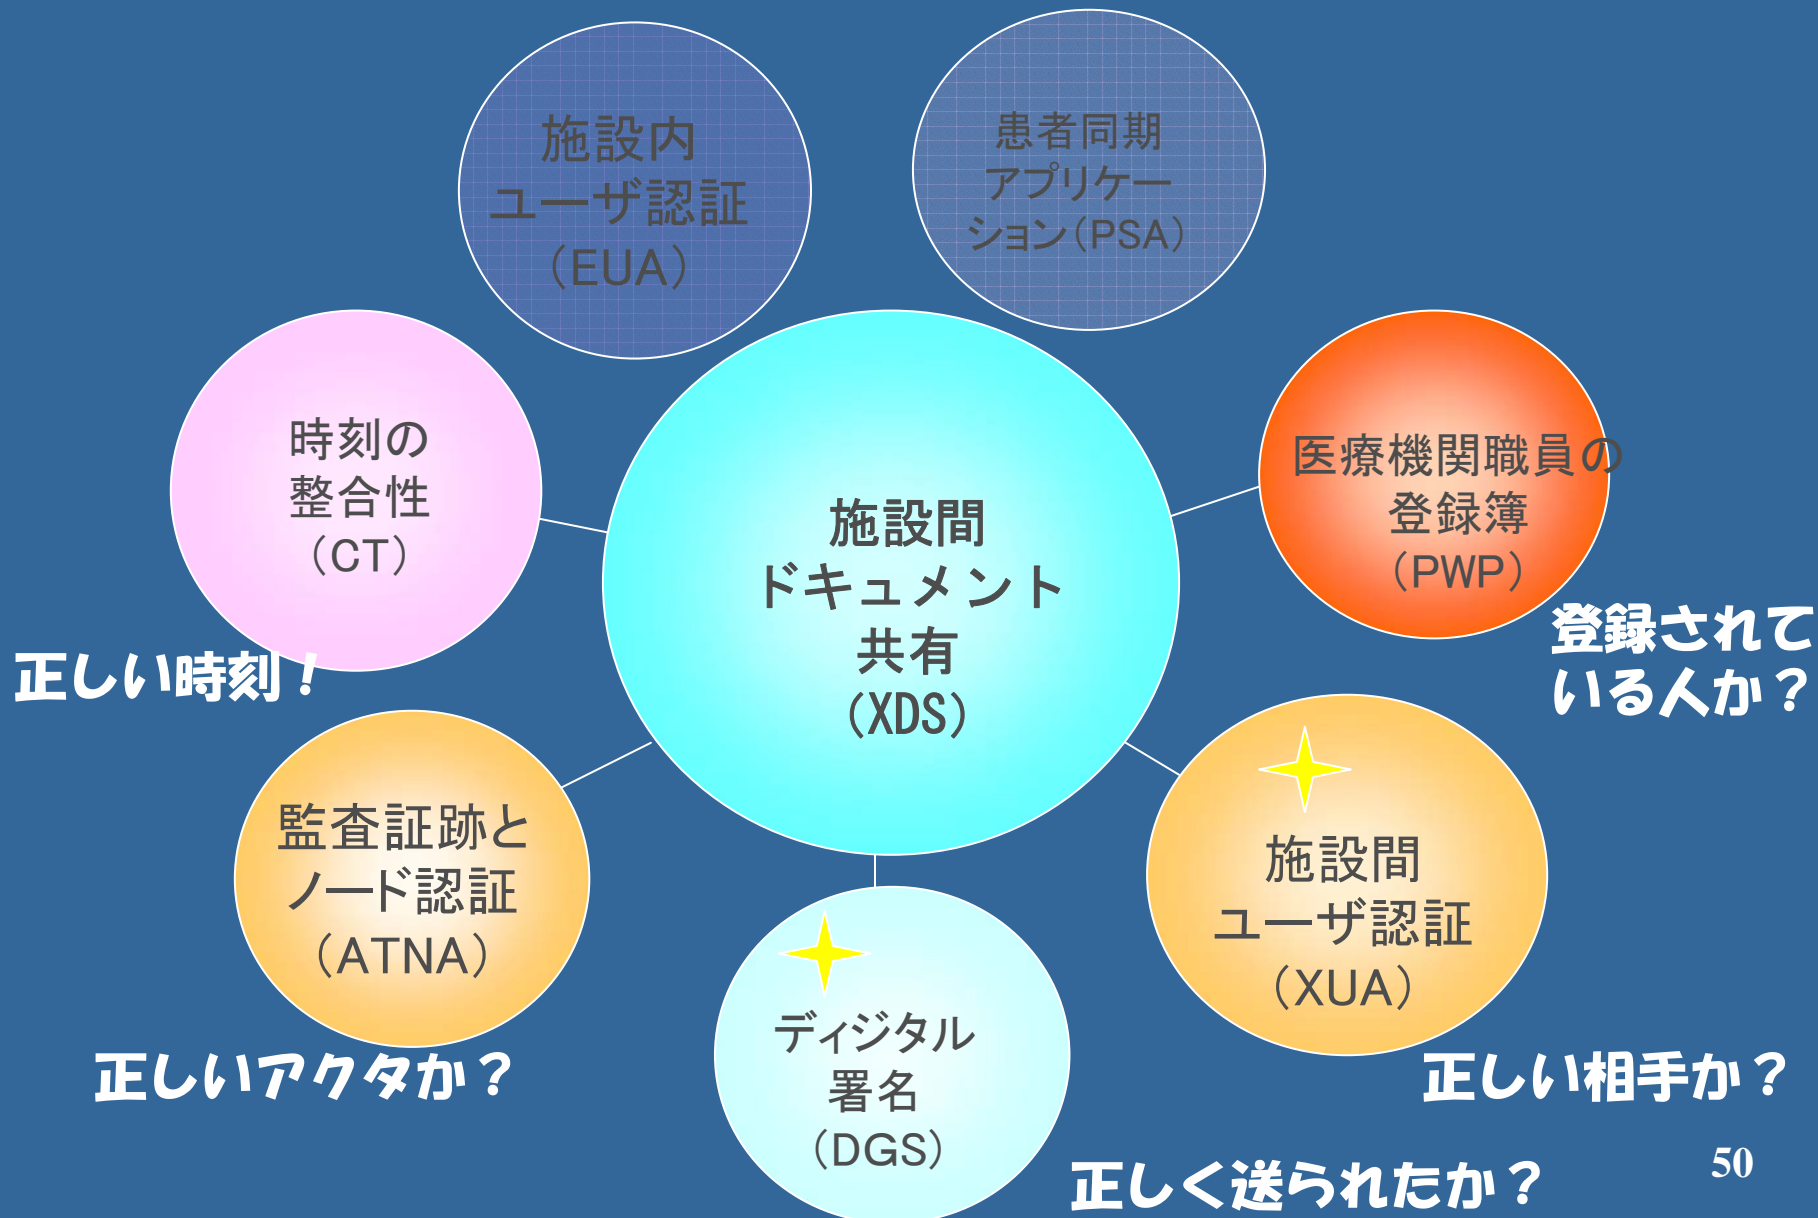 施設内
ユーザ認証
（EUA）
患者同期
アプリケー
ション（PSA）
時刻の
整合性
（CT）
正しい時刻！
施設間
ドキュメント
共有
（XDS）
医療機関職員の
登録簿
（PWP）
登録されて
いる人か？
監査証跡と
ノード認証
（ATNA）
正しいアクタか？
ディジタル
署名
（DGS）
正しく送られたか？
施設間
ユーザ認証
（XUA）
正しい相手か？
50